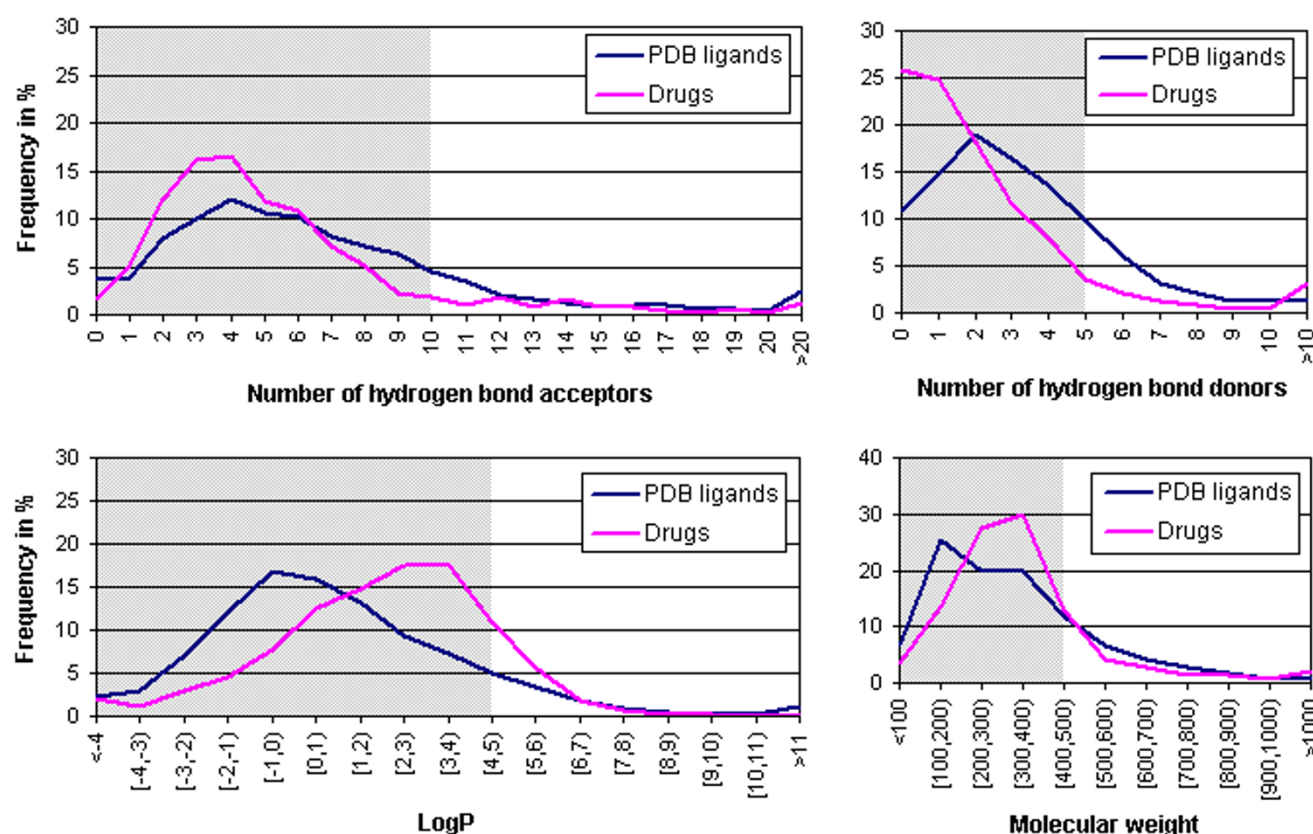 30
25
20
15
10
5
0
Frequency in %
PDB ligands
Drugs
0 1 2 3 4 5 6 7 8 9 10 11 12 13 14 15 16 17 18 19 20 >20
Number of hydrogen bond acceptors
30
25
20
15
10
5
0
PDB ligands
Drugs
0 1 2 3 4 5 6 7 8 9 10 >10
Number of hydrogen bond donors
30
25
20
15
10
5
0
Frequency in %
PDB ligands
Drugs
<-4 [-4,-3) [-3,-2) [-2,-1) [-1,0) [0,1) [1,2) [2,3) [3,4) [4,5) [5,6) [6,7) [7,8) [8,9) [9,10) [10,11) >11
LogP
40
30
20
10
0
PDB ligands
Drugs
<100 [100,200) [200,300) [300,400) [400,500) [500,600) [600,700) [700,800) [800,900) [900,1000) >1000
Molecular weight